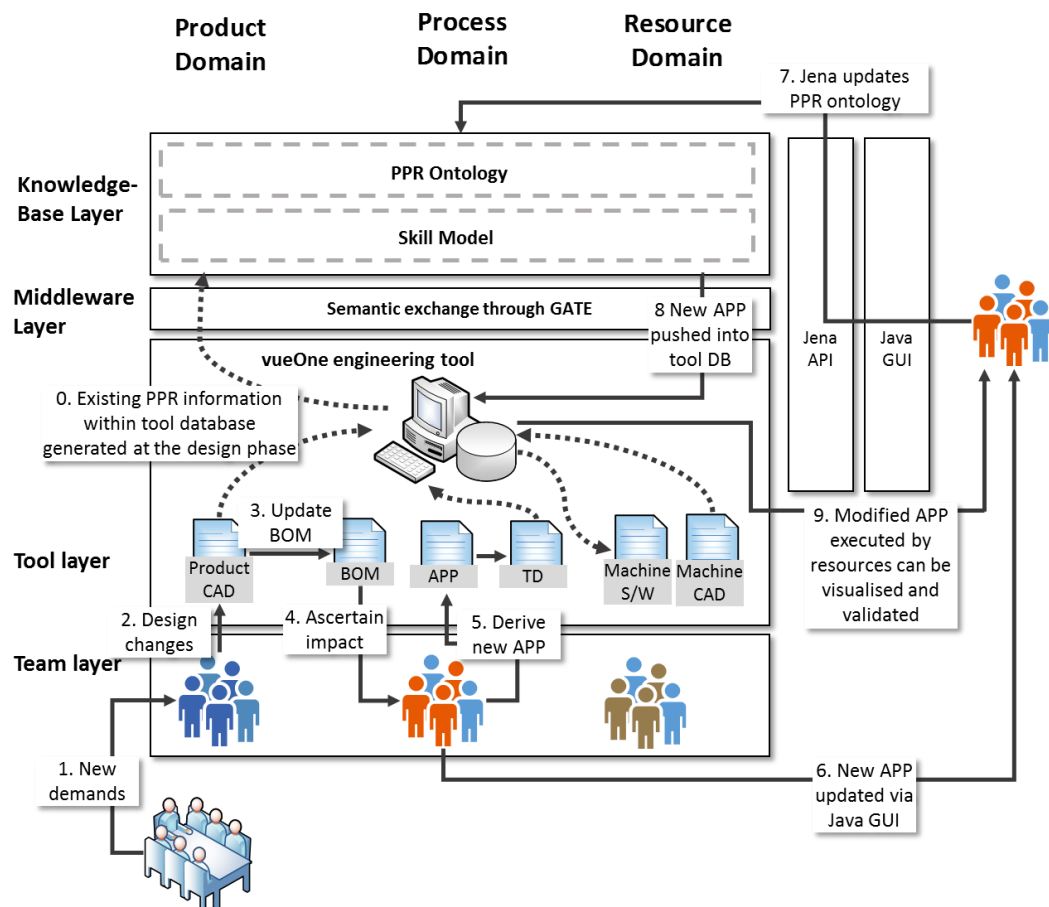 Product
Domain
Process
Domain
Resource
Domain
7. Jena updates
PPR ontology
Knowledge-
Base Layer
PPR Ontology
Skill Model
Middleware
Layer
Semantic exchange through GATE
8 New APP
pushed into
tool DB
Jena
API
Java
GUI
vueOne engineering tool
0. Existing PPR information
within tool database
generated at the design phase
3. Update
BOM
9. Modified APP
executed by
resources can be
visualised and
validated
Tool layer
Product
CAD
BOM
APP
TD
Machine
S/W
Machine
CAD
2. Design
changes
4. Ascertain
impact
5. Derive
new APP
Team layer
1. New
demands
6. New APP
updated via
Java GUI